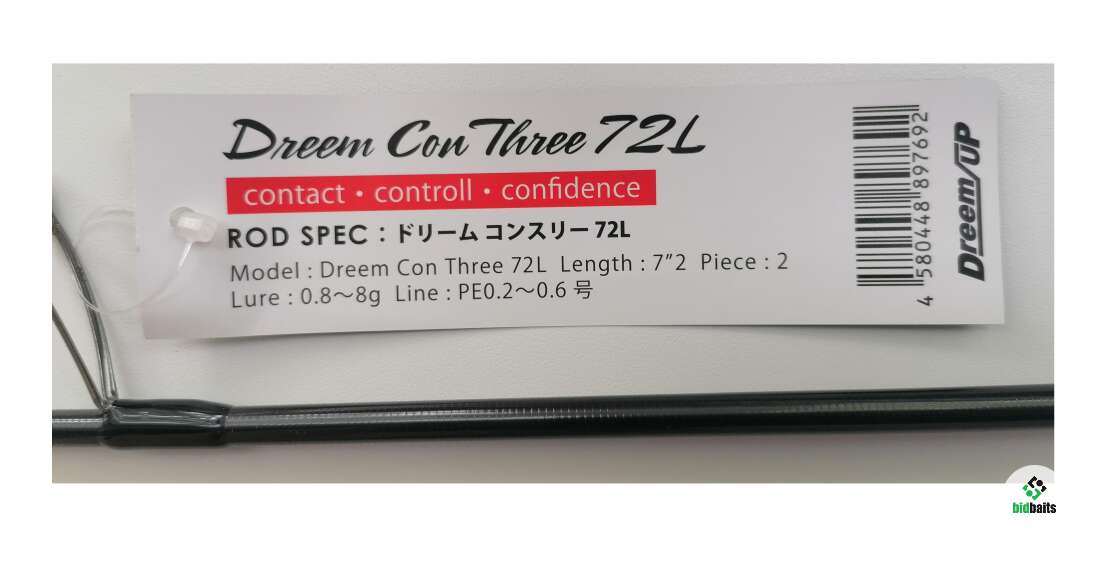 Dreem Con Three 72L
contact・controll・confidence
ROD SPEC：ドリーム コンスリー 72L
Model : Dreem Con Three 72L Length : 7”2 Piece : 2
Lure : 0.8〜8g Line : PE0.2〜0.6 号
4 580448 897692
Dreem/UP
bidbaits